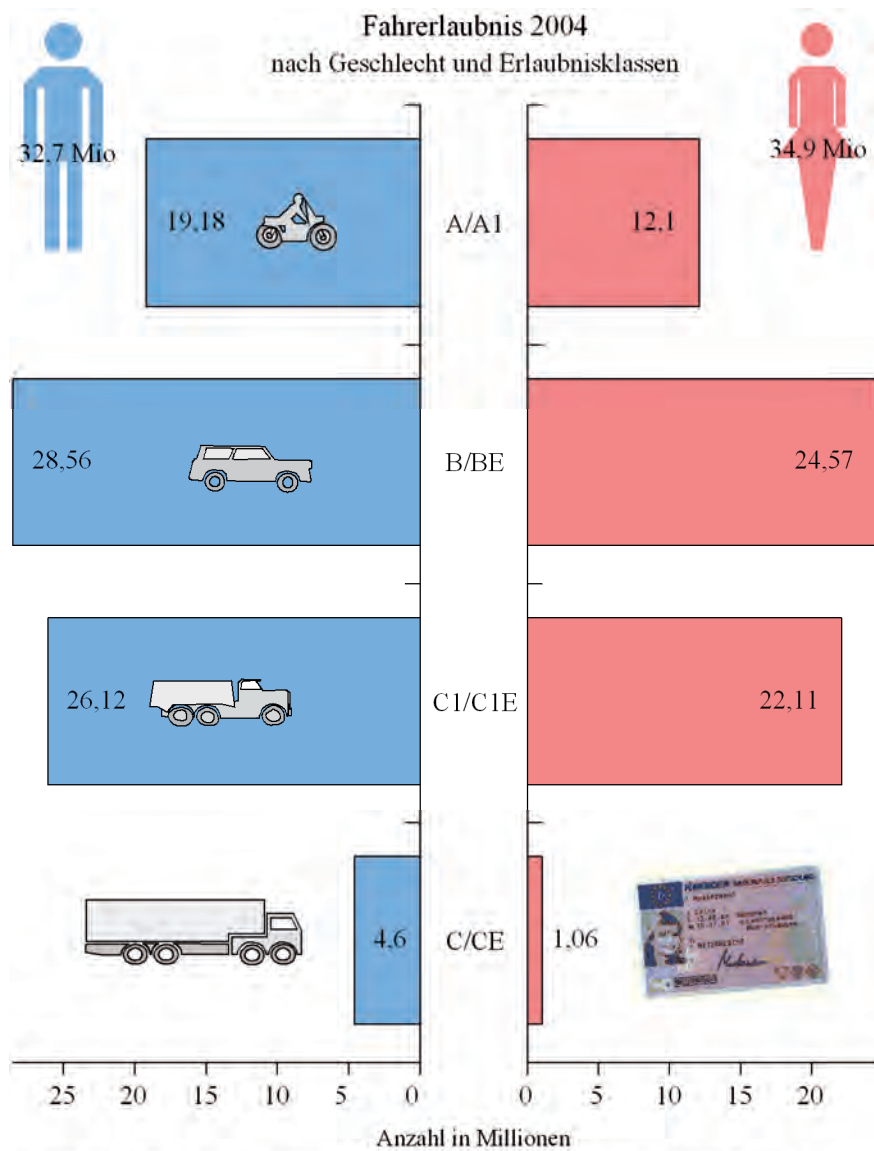 Fahrerlaubnis 2004
nach Geschlecht und Erlaubnisklassen
32,7 Mio
34,9 Mio
19,18
A/A1
12,1
28,56
B/BE
24,57
26,12
C1/C1E
22,11
4,6
C/CE
1,06
25 20 15 10 5 0 0 5 10 15 20
Anzahl in Millionen